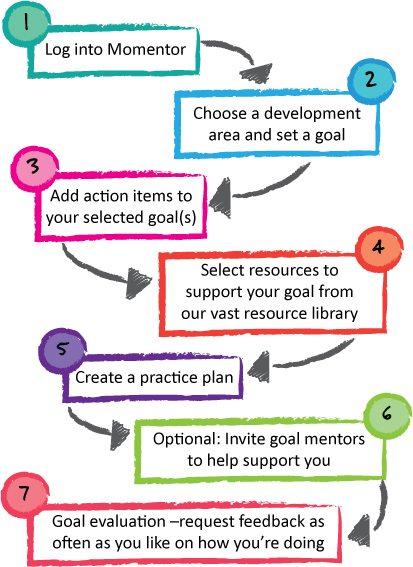 1
Log into Momentor
2
Choose a development
area and set a goal
3
Add action items to
your selected goal(s)
4
Select resources to
support your goal from
our vast resource library
5
Create a practice plan
6
Optional: Invite goal mentors
to help support you
7
Goal evaluation –request feedback as
often as you like on how you're doing